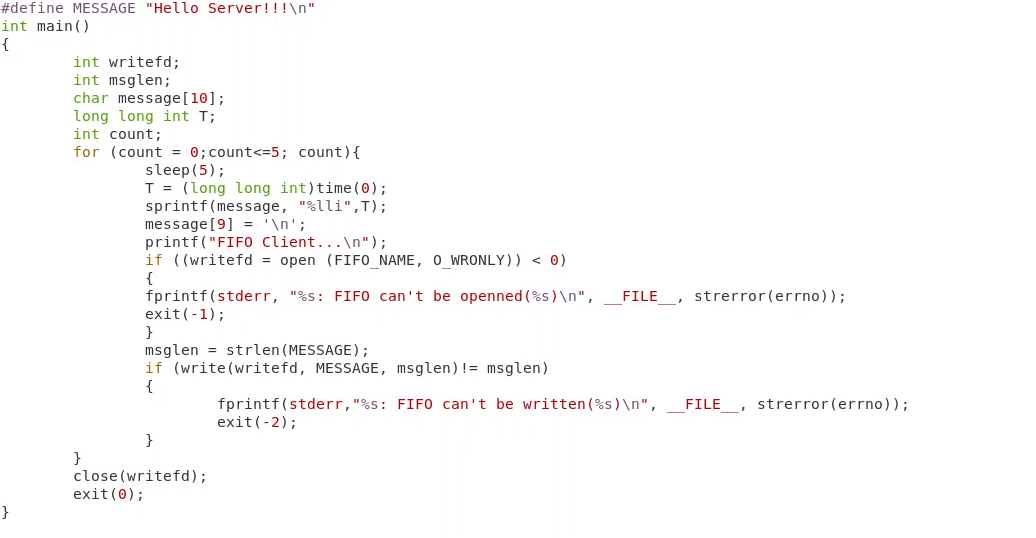 #define MESSAGE "Hello Server!!!\n"
int main()
{
        int writefd;
        int msglen;
        char message[10];
        long long int T;
        int count;
        for (count = 0;count<=5; count){
                sleep(5);
                T = (long long int)time(0);
                sprintf(message, "%lli",T);
                message[9] = '\n';
                printf("FIFO Client...\n");
                if ((writefd = open (FIFO_NAME, O_WRONLY)) < 0)
                {
                fprintf(stderr, "%s: FIFO can't be openned(%s)\n", __FILE__, strerror(errno));
                exit(-1);
                }
                msglen = strlen(MESSAGE);
                if (write(writefd, MESSAGE, msglen)!= msglen)
                {
                        fprintf(stderr,"%s: FIFO can't be written(%s)\n", __FILE__, strerror(errno));
                        exit(-2);
                }
        }
        close(writefd);
        exit(0);
}